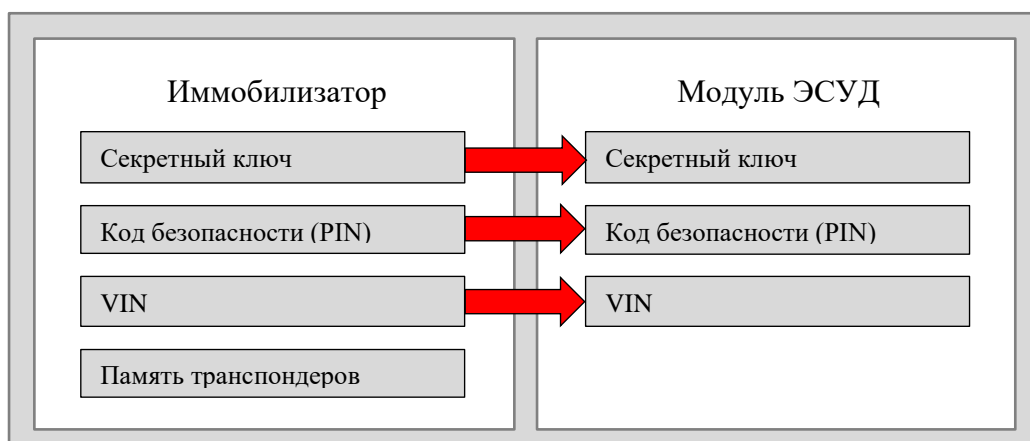 Иммобилизатор
Модуль ЭСУД
Секретный ключ
Секретный ключ
Код безопасности (PIN)
Код безопасности (PIN)
VIN
VIN
Память транспондеров